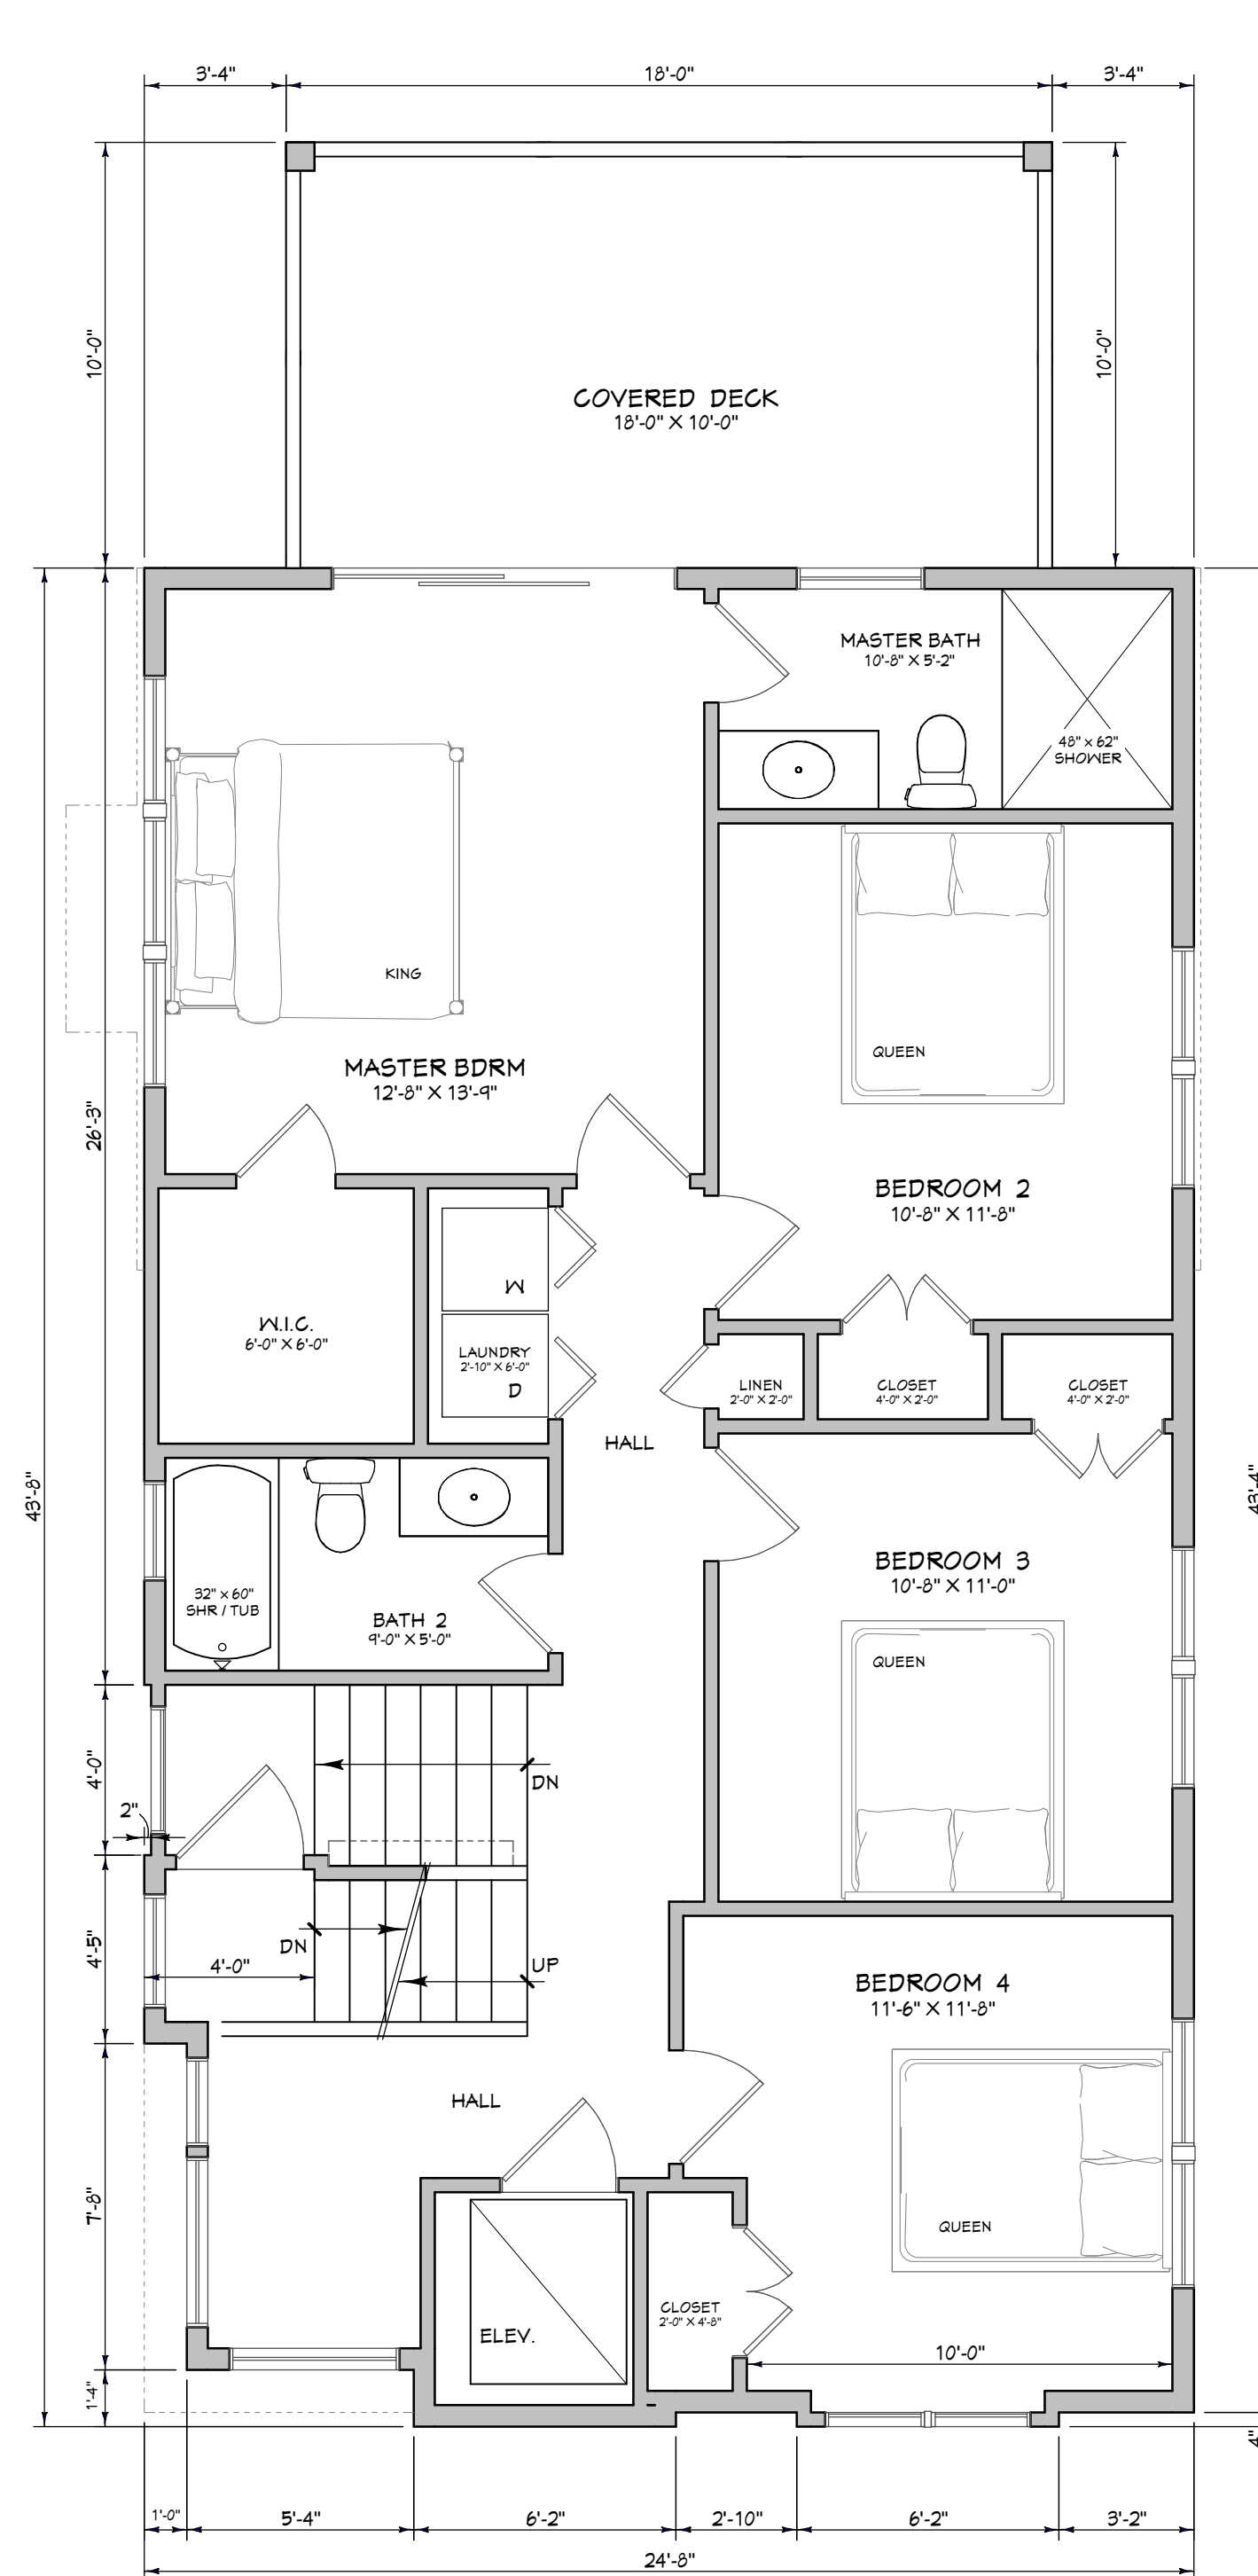 3'-4"
18'-0"
3'-4"
10'-0"
10'-0"
COVERED DECK
18'-0" X 10'-0"
MASTER BATH
10'-8" X 5'-2"
48" x 62"
SHOWER
KING
MASTER BDRM
12'-8" X 13'-9"
QUEEN
26'-3"
BEDROOM 2
10'-8" X 11'-8"
W
W.I.C.
6'-0" X 6'-0"
LAUNDRY
2'-10" X 6'-0"
D
LINEN
2'-0" X 2'-0"
CLOSET
4'-0" X 2'-0"
CLOSET
4'-0" X 2'-0"
HALL
43'-8"
43'-4"
BEDROOM 3
10'-8" X 11'-0"
32" x 60"
SHR / TUB
BATH 2
9'-0" X 5'-0"
QUEEN
4'-0"
DN
2"
4'-5"
DN
4'-0"
UP
BEDROOM 4
11'-6" X 11'-8"
HALL
7'-8"
QUEEN
CLOSET
2'-0" X 4'-8"
ELEV.
10'-0"
1'-4"
4"
1'-0"
5'-4"
6'-2"
2'-10"
6'-2"
3'-2"
24'-8"